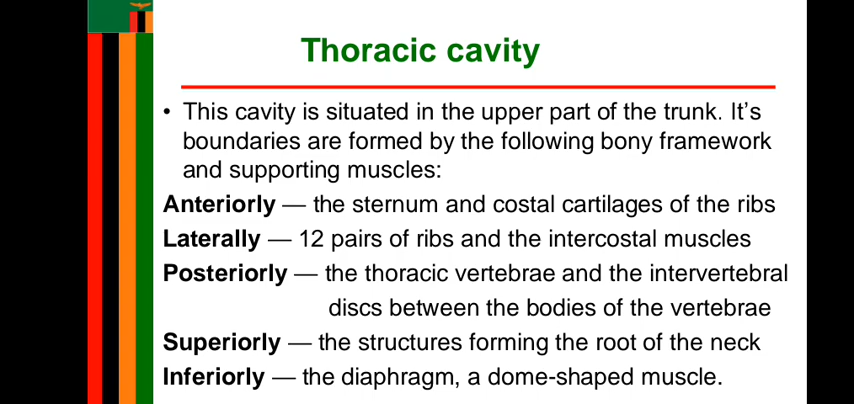 Thoracic cavity
• This cavity is situated in the upper part of the trunk. It’s
boundaries are formed by the following bony framework
and supporting muscles:
Anteriorly — the sternum and costal cartilages of the ribs
Laterally — 12 pairs of ribs and the intercostal muscles
Posteriorly — the thoracic vertebrae and the intervertebral
discs between the bodies of the vertebrae
Superiorly — the structures forming the root of the neck
Inferiorly — the diaphragm, a dome-shaped muscle.